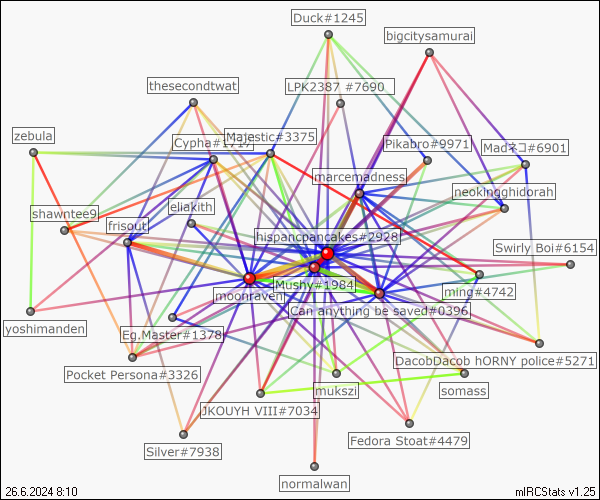 Duck#1245
bigcitysamurai
thesecondtwat
LPK2387 #7690
zebula
Cypha#1717
Majestic#3375
Pikabro#9971
Madネコ#6901
marcemadness
neokingghidorah
shawntee9
eliakith
frisout
hispancpancakes#2928
Swirly Boi#6154
moonraven
Mushy#1984
ming#4742
Can anything be saved#0396
yoshimanden
Eg.Master#1378
DacobDacob hORNY police#5271
Pocket Persona#3326
mukszi
somass
JKOUYH VIII#7034
Fedora Stoat#4479
Silver#7938
normalwan
26.6.2024 8:10
mIRCStats v1.25